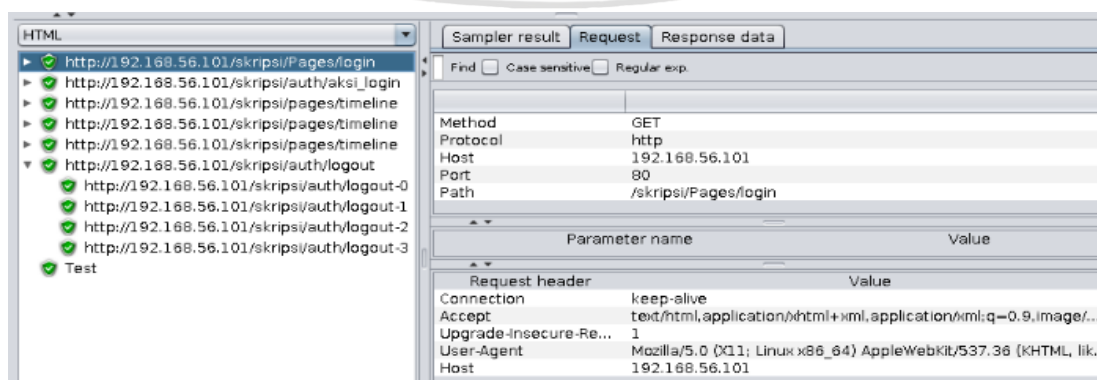 HTML
http://192.168.56.101/skripsi/Pages/login
http://192.168.56.101/skripsi/auth/aksi_login
http://192.168.56.101/skripsi/pages/timeline
http://192.168.56.101/skripsi/pages/timeline
http://192.168.56.101/skripsi/pages/timeline
http://192.168.56.101/skripsi/auth/logout
http://192.168.56.101/skripsi/auth/logout-0
http://192.168.56.101/skripsi/auth/logout-1
http://192.168.56.101/skripsi/auth/logout-2
http://192.168.56.101/skripsi/auth/logout-3
Test
Sampler result Request Response data
Find Case sensitive Regular exp.
Method GET
Protocol http
Host 192.168.56.101
Port 80
Path /skripsi/Pages/login
Parameter name Value
Request header Value
Connection keep-alive
Accept text/html,application/xhtml+xml,application/xml;q=0.9,image/...
Upgrade-Insecure-Re... 1
User-Agent Mozilla/5.0 (X11; Linux x86_64) AppleWebKit/537.36 (KHTML, lik.
Host 192.168.56.101